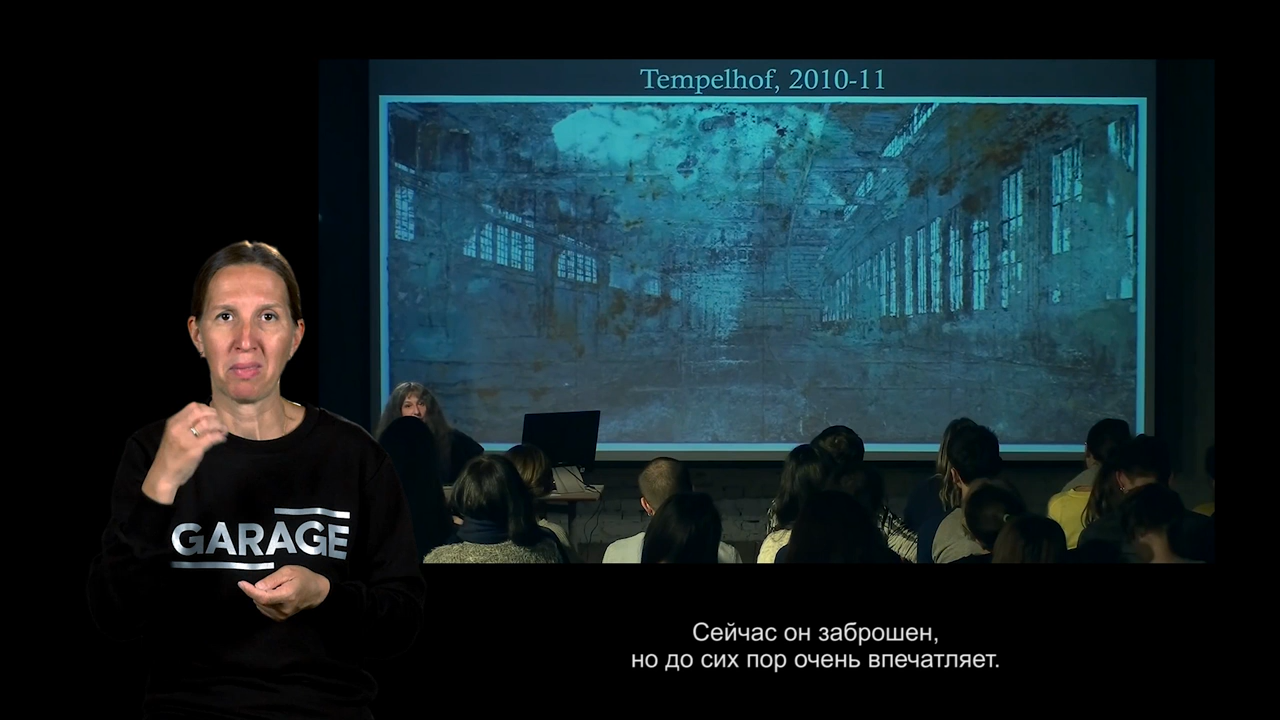 Tempelhof, 2010-11
GARAGE
Сейчас он заброшен,
но до сих пор очень впечатляет.